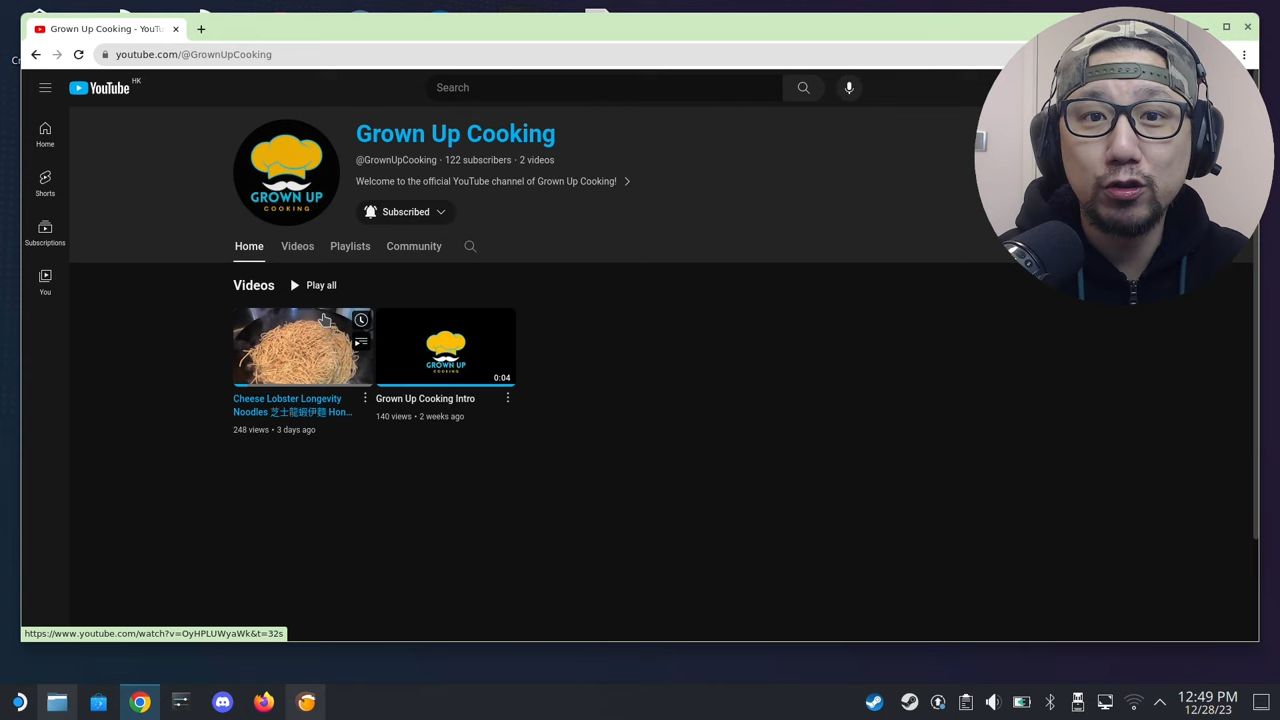 Grown Up Cooking - YouTu
youtube.com/@GrownUpCooking
YouTube HK
Search
Home
Shorts
Subscriptions
You
GROWN UP
COOKING
Grown Up Cooking
@GrownUpCooking · 122 subscribers · 2 videos
Welcome to the official YouTube channel of Grown Up Cooking!
Subscribed
Home Videos Playlists Community
Videos Play all
GROWN UP
COOKING
0:04
Cheese Lobster Longevity
Noodles 芝士龍蝦伊麵 Hon...
248 views • 3 days ago
Grown Up Cooking Intro
140 views • 2 weeks ago
https://www.youtube.com/watch?v=OyHPLUWyaWk&t=32s
12:49 PM
12/28/23